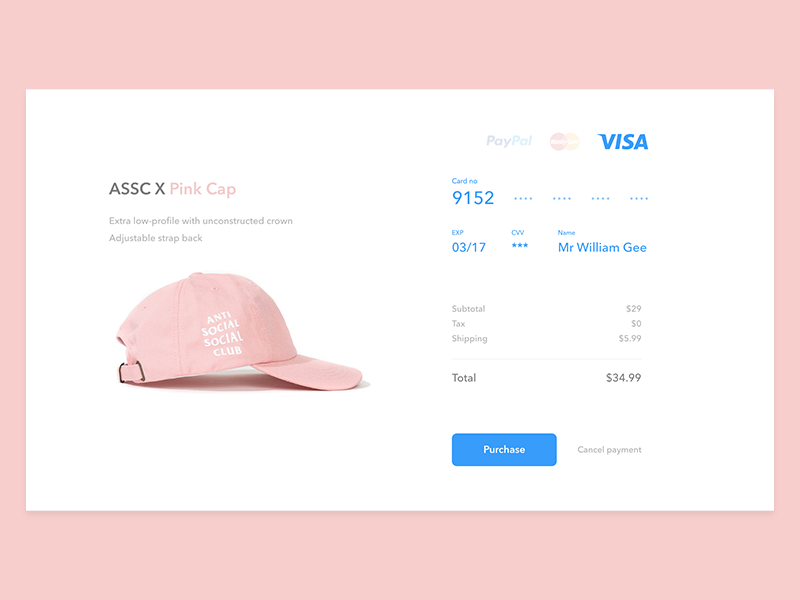 ASSC X Pink Cap
Extra low-profile with unconstructed crown
Adjustable strap back
ANTI
SOCIAL
SOCIAL
CLUB
PayPal
MasterCard
VISA
Card no
9152 •••• •••• •••• ••••
EXP
CVV
Name
03/17
***
Mr William Gee
Subtotal $29
Tax $0
Shipping $5.99
Total $34.99
Purchase
Cancel payment